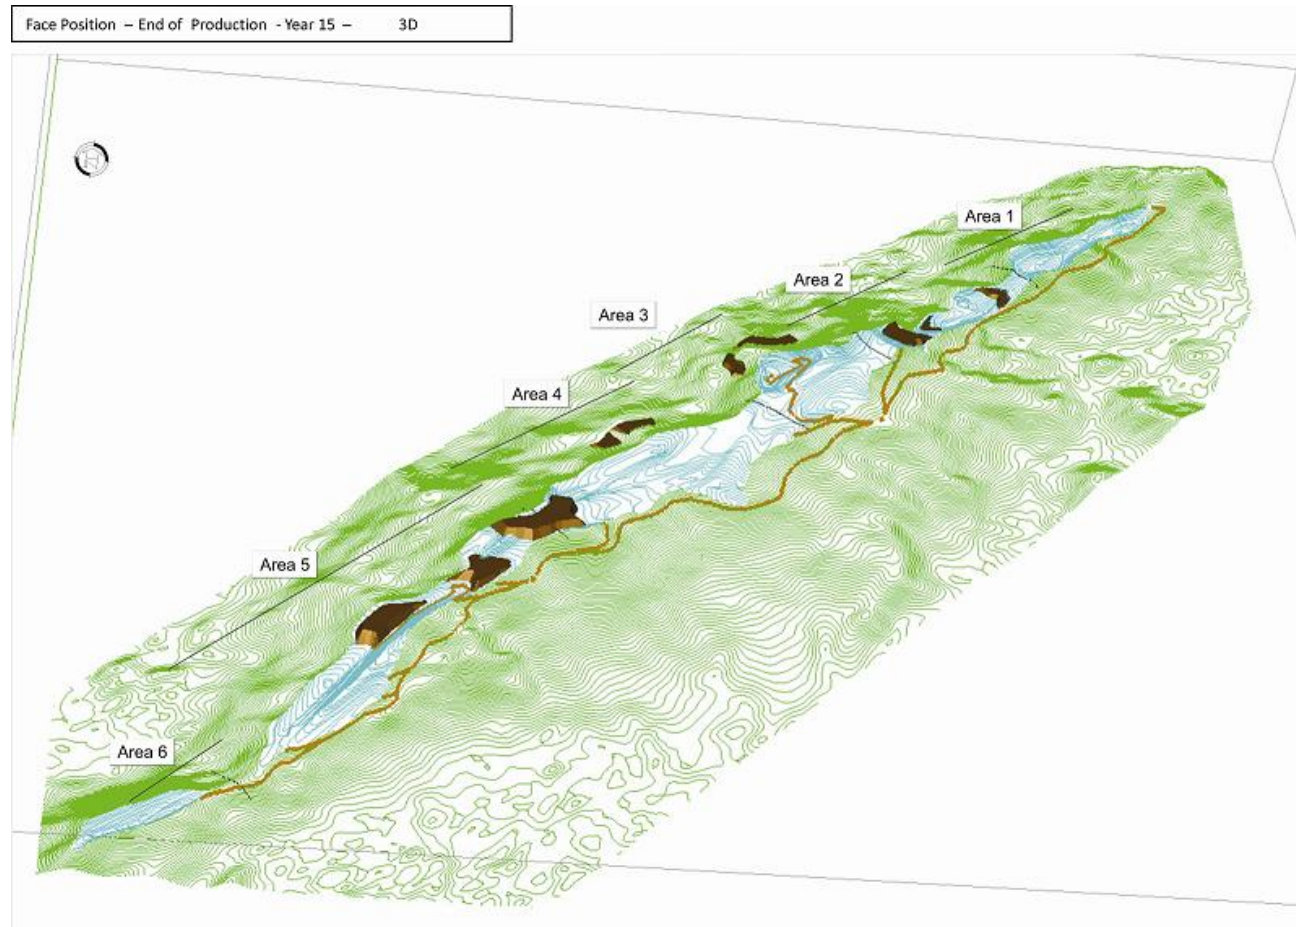 Face Position – End of Production - Year 15 – 3D
Area 1
Area 2
Area 3
Area 4
Area 5
Area 6